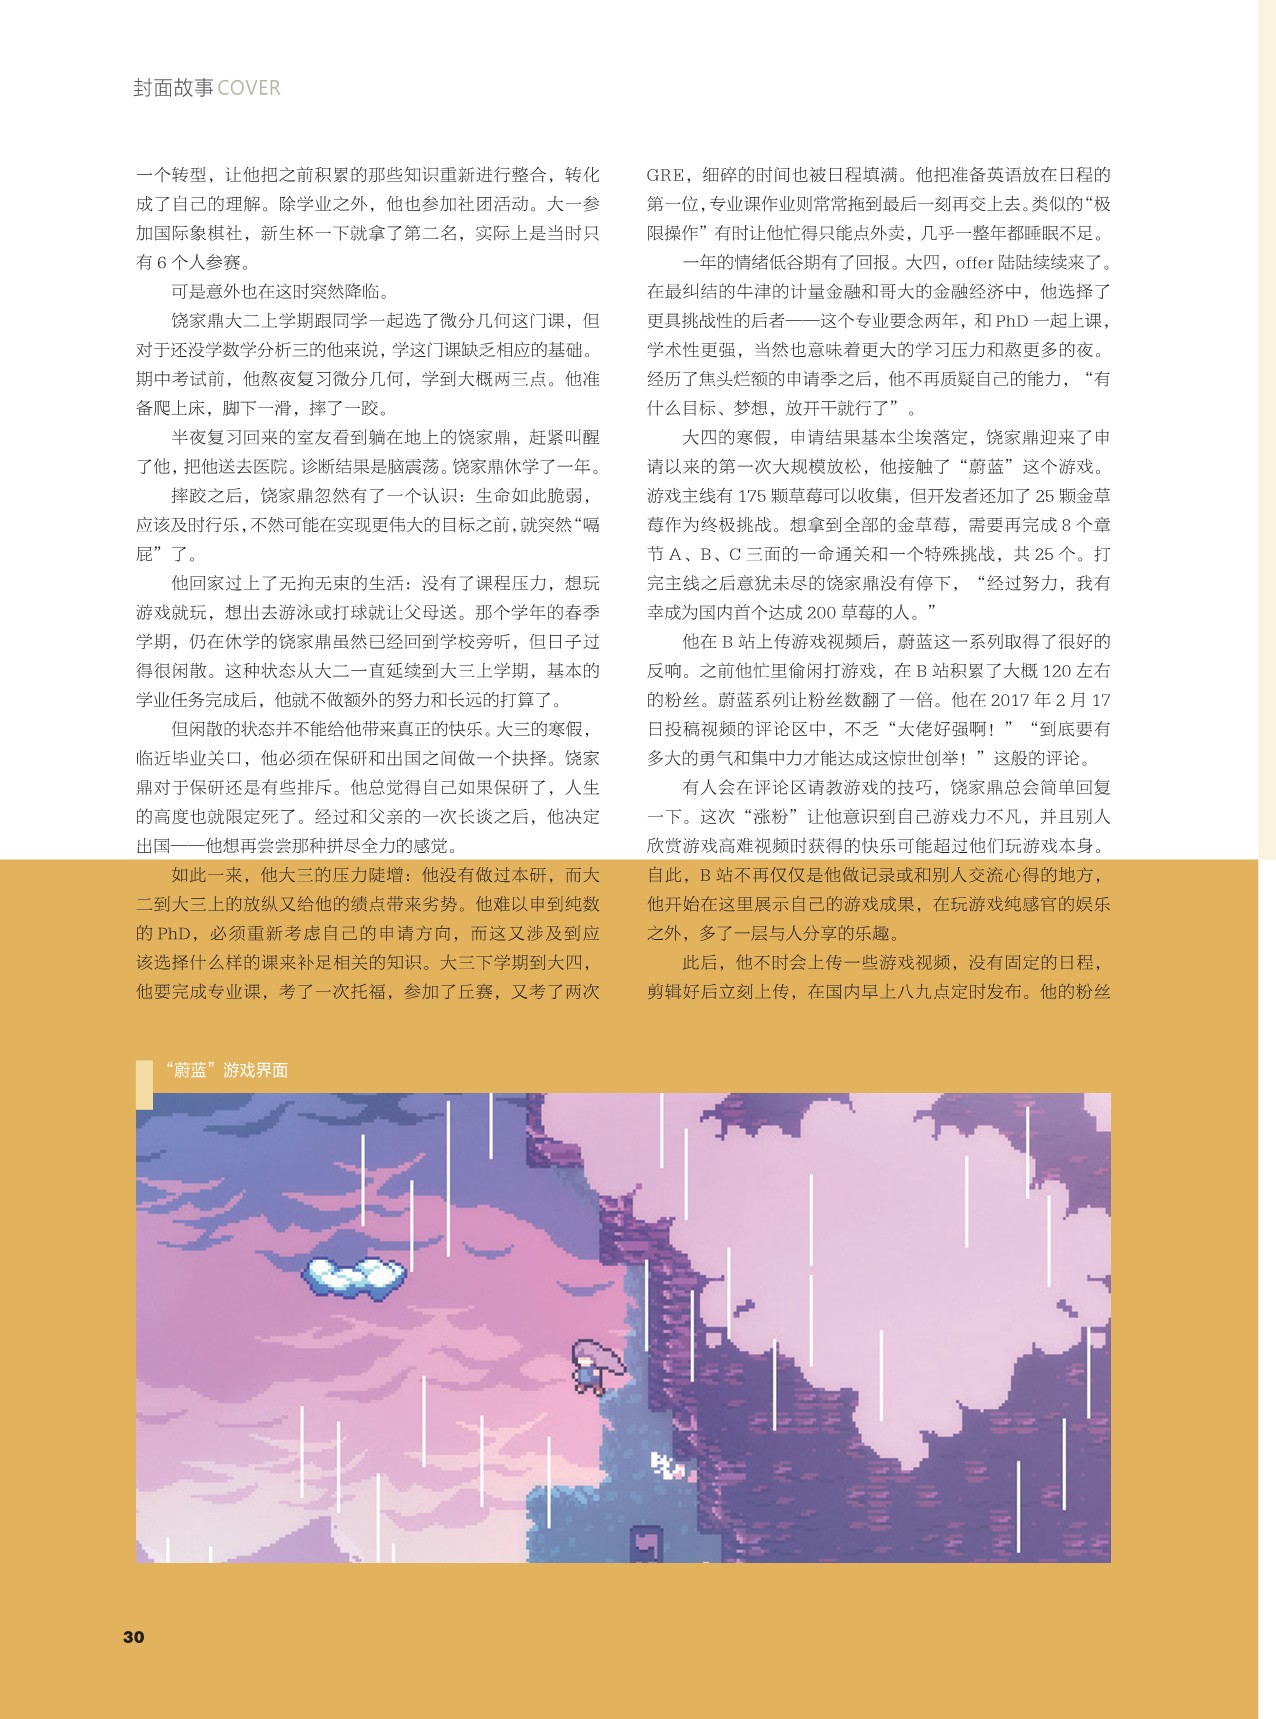 封面故事COVER
一个转型，让他把之前积累的那些知识重新进行整合，转化
成了自己的理解。除学业之外，他也参加社团活动。大一参
加国际象棋社，新生杯一下就拿了第二名，实际上是当时只
有 6 个人参赛。
可是意外也在这时突然降临。
饶家鼎大二上学期跟同学一起选了微分几何这门课，但
对于还没学数学分析三的他来说，学这门课缺乏相应的基础。
期中考试前，他熬夜复习微分几何，学到大概两三点。他准
备爬上床，脚下一滑，摔了一跤。
半夜复习回来的室友看到躺在地上的饶家鼎，赶紧叫醒
了他，把他送去医院。诊断结果是脑震荡。饶家鼎休学了一年。
摔跤之后，饶家鼎忽然有了一个认识：生命如此脆弱，
应该及时行乐，不然可能在实现更伟大的目标之前，就突然“嗝
屁”了。
他回家过上了无拘无束的生活：没有了课程压力，想玩
游戏就玩，想出去游泳或打球就让父母送。那个学年的春季
学期，仍在休学的饶家鼎虽然已经回到学校旁听，但日子过
得很闲散。这种状态从大二一直延续到大三上学期，基本的
学业任务完成后，他就不做额外的努力和长远的打算了。
但闲散的状态并不能给他带来真正的快乐。大三的寒假，
临近毕业关口，他必须在保研和出国之间做一个抉择。饶家
鼎对于保研还是有些排斥。他总觉得自己如果保研了，人生
的高度也就限定死了。经过和父亲的一次长谈之后，他决定
出国——他想再尝尝那种拼尽全力的感觉。
如此一来，他大三的压力陡增：他没有做过本研，而大
二到大三上的放纵又给他的绩点带来劣势。他难以申到纯数
的 PhD，必须重新考虑自己的申请方向，而这又涉及到应
该选择什么样的课来补足相关的知识。大三下学期到大四，
他要完成专业课，考了一次托福，参加了丘赛，又考了两次
GRE，细碎的时间也被日程填满。他把准备英语放在日程的
第一位，专业课作业则常常拖到最后一刻再交上去。类似的“极
限操作”有时让他忙得只能点外卖，几乎一整年都睡眠不足。
一年的情绪低谷期有了回报。大四，offer 陆陆续续来了。
在最纠结的牛津的计量金融和哥大的金融经济中，他选择了
更具挑战性的后者——这个专业要念两年，和 PhD 一起上课，
学术性更强，当然也意味着更大的学习压力和熬更多的夜。
经历了焦头烂额的申请季之后，他不再质疑自己的能力，“有
什么目标、梦想，放开干就行了”。
大四的寒假，申请结果基本尘埃落定，饶家鼎迎来了申
请以来的第一次大规模放松，他接触了“蔚蓝”这个游戏。
游戏主线有 175 颗草莓可以收集，但开发者还加了 25 颗金草
莓作为终极挑战。想拿到全部的金草莓，需要再完成 8 个章
节 A、B、C 三面的一命通关和一个特殊挑战，共 25 个。打
完主线之后意犹未尽的饶家鼎没有停下，“经过努力，我有
幸成为国内首个达成 200 草莓的人。”
他在 B 站上传游戏视频后，蔚蓝这一系列取得了很好的
反响。之前他忙里偷闲打游戏，在 B 站积累了大概 120 左右
的粉丝。蔚蓝系列让粉丝数翻了一倍。他在 2017 年 2 月 17
日投稿视频的评论区中，不乏“大佬好强啊！”“到底要有
多大的勇气和集中力才能达成这惊世创举！”这般的评论。
有人会在评论区请教游戏的技巧，饶家鼎总会简单回复
一下。这次“涨粉”让他意识到自己游戏力不凡，并且别人
欣赏游戏高难视频时获得的快乐可能超过他们玩游戏本身。
自此，B 站不再仅仅是他做记录或和别人交流心得的地方，
他开始在这里展示自己的游戏成果，在玩游戏纯感官的娱乐
之外，多了一层与人分享的乐趣。
此后，他不时会上传一些游戏视频，没有固定的日程，
剪辑好后立刻上传，在国内早上八九点定时发布。他的粉丝
“蔚蓝”游戏界面
30